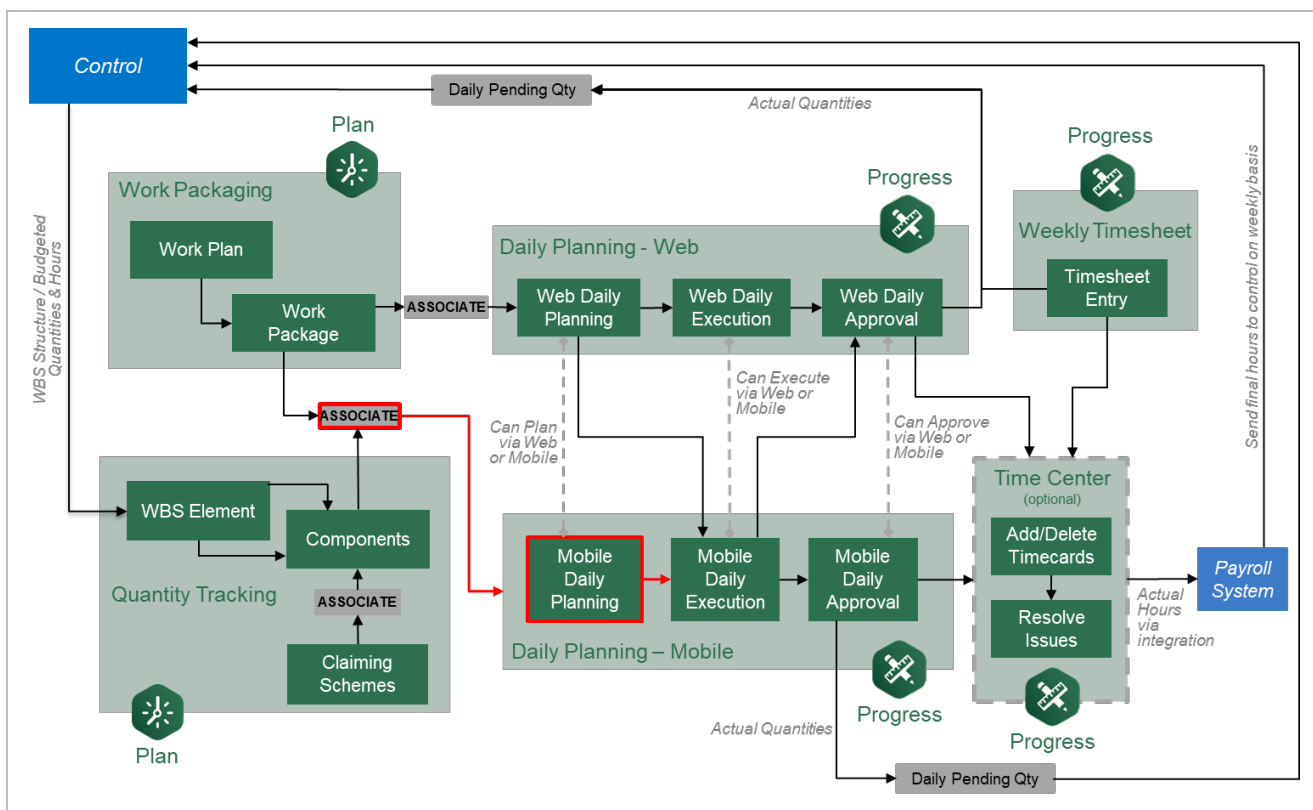 Control
Daily Pending Qty
Actual Quantities
Plan
Progress
Progress
Work Packaging
Work Plan
Work
Package
ASSOCIATE
Daily Planning - Web
Web Daily
Planning
Web Daily
Execution
Web Daily
Approval
Weekly Timesheet
Timesheet
Entry
WBS Structure / Budgeted
Quantities & Hours
Send final hours to control on weekly basis
ASSOCIATE
Can Plan
via Web
or Mobile
Can Execute
via Web or
Mobile
Can Approve
via Web or
Mobile
WBS Element
Components
Quantity Tracking
ASSOCIATE
Claiming
Schemes
Plan
Mobile
Daily
Planning
Mobile
Daily
Execution
Mobile
Daily
Approval
Daily Planning – Mobile
Progress
Time Center
(optional)
Add/Delete
Timecards
Resolve
Issues
Progress
Actual
Hours
via
integration
Payroll
System
Actual Quantities
Daily Pending Qty